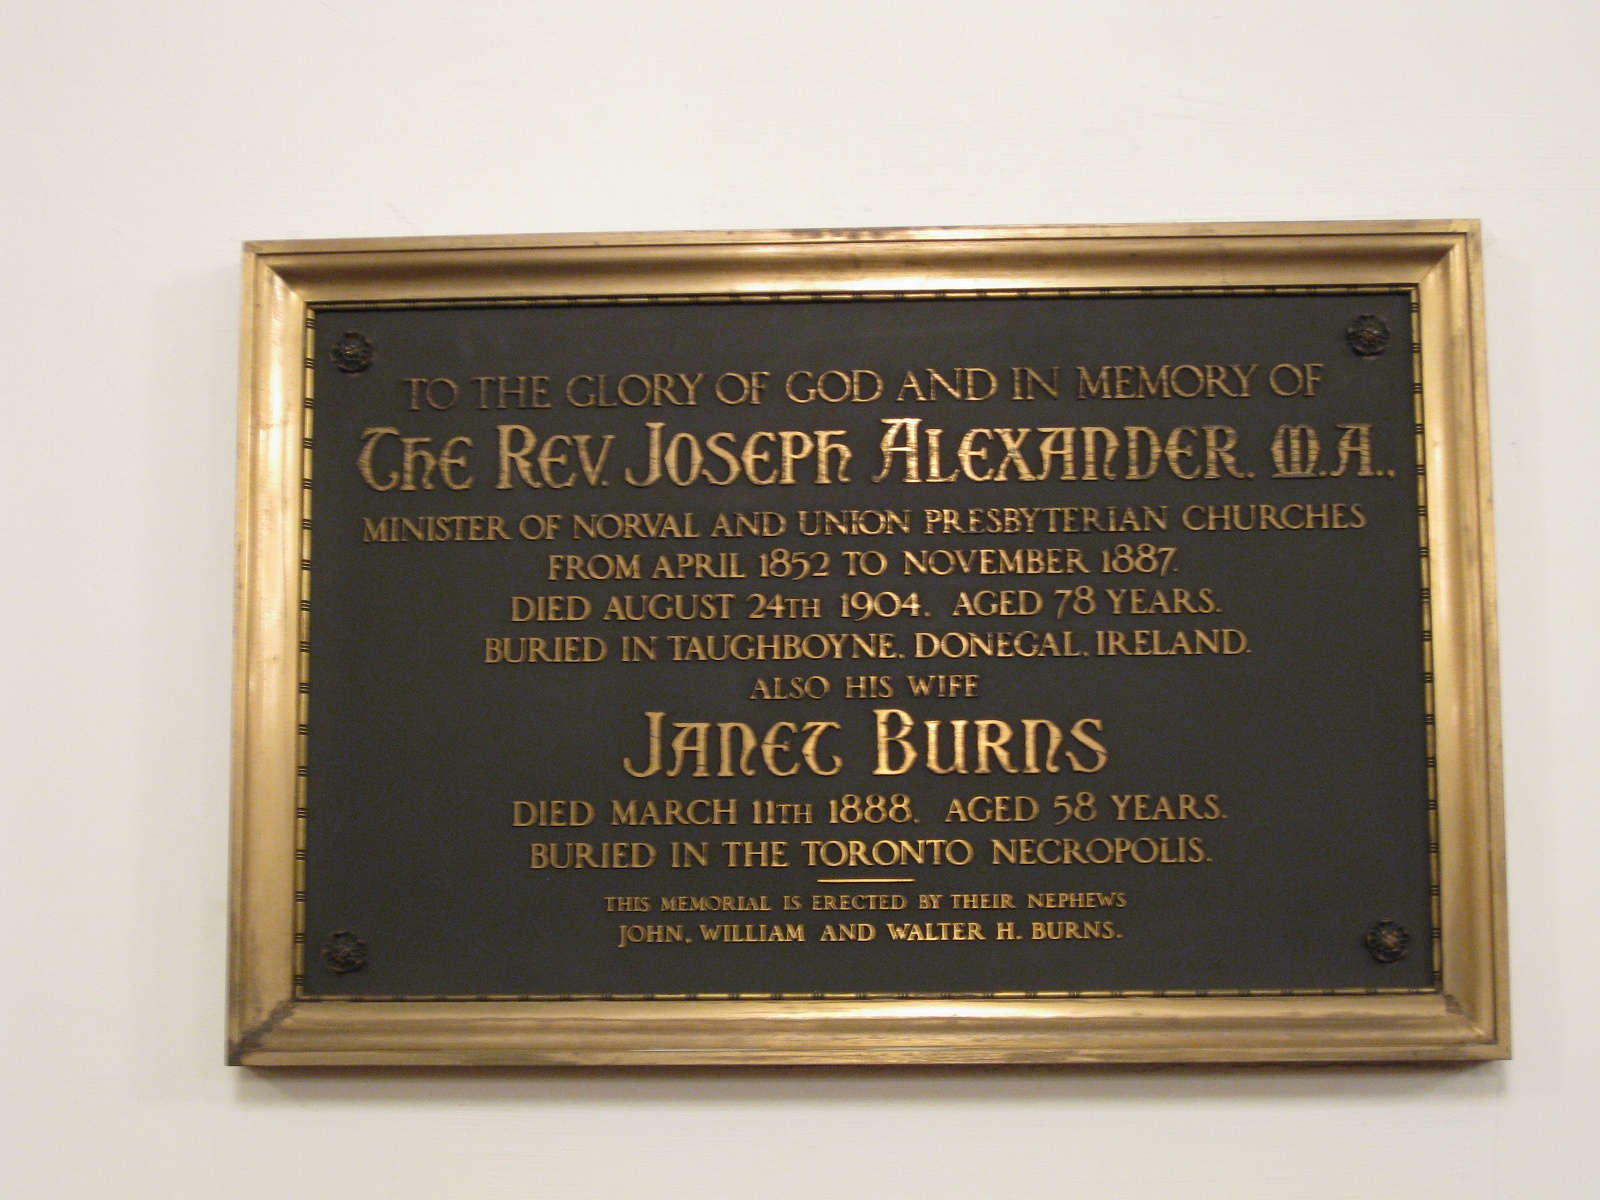 TO THE GLORY OF GOD AND IN MEMORY OF
THE REV. JOSEPH ALEXANDER. M.A.,
MINISTER OF NORVAL AND UNION PRESBYTERIAN CHURCHES
FROM APRIL 1852 TO NOVEMBER 1887.
DIED AUGUST 24TH 1904. AGED 78 YEARS.
BURIED IN TAUGHBOYNE, DONEGAL, IRELAND.
ALSO HIS WIFE
JANET BURNS
DIED MARCH 11TH 1888. AGED 58 YEARS.
BURIED IN THE TORONTO NECROPOLIS.
THIS MEMORIAL IS ERECTED BY THEIR NEPHEWS
JOHN, WILLIAM AND WALTER H. BURNS.